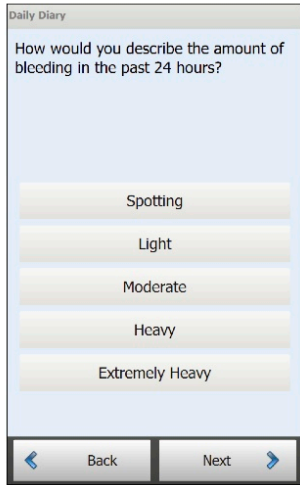 Daily Diary
How would you describe the amount of
bleeding in the past 24 hours?
Spotting
Light
Moderate
Heavy
Extremely Heavy
Back
Next